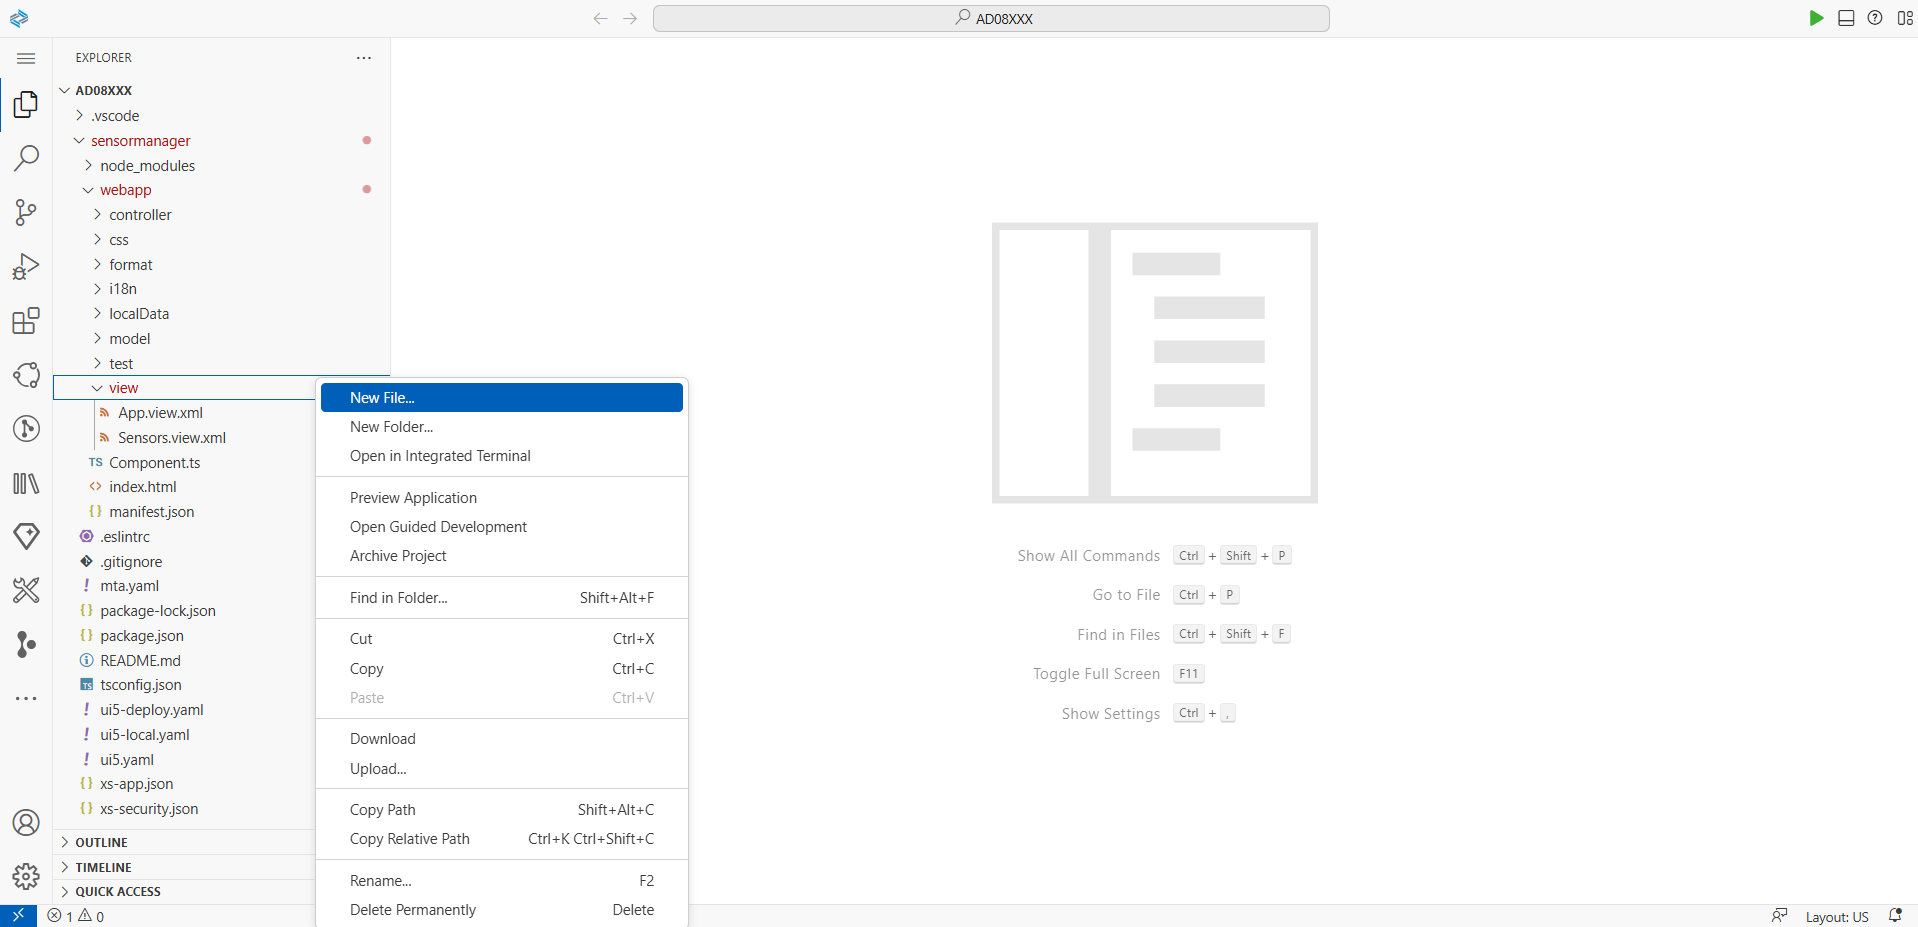 AD08XXX
EXPLORER
AD08XXX
.vscode
sensormanager
node_modules
webapp
controller
css
format
i18n
localData
model
test
view
App.view.xml
Sensors.view.xml
TS Component.ts
<> index.html
{} manifest.json
.eslintrc
.gitignore
! mta.yaml
{} package-lock.json
{} package.json
README.md
TS tsconfig.json
! ui5-deploy.yaml
! ui5-local.yaml
! ui5.yaml
{} xs-app.json
{} xs-security.json
OUTLINE
TIMELINE
QUICK ACCESS
New File...
New Folder...
Open in Integrated Terminal
Preview Application
Open Guided Development
Archive Project
Find in Folder... Shift+Alt+F
Cut Ctrl+X
Copy Ctrl+C
Paste Ctrl+V
Download
Upload...
Copy Path Shift+Alt+C
Copy Relative Path Ctrl+K Ctrl+Shift+C
Rename... F2
Delete Permanently Delete
Show All Commands Ctrl + Shift + P
Go to File Ctrl + P
Find in Files Ctrl + Shift + F
Toggle Full Screen F11
Show Settings Ctrl + ,
1 0
Layout: US